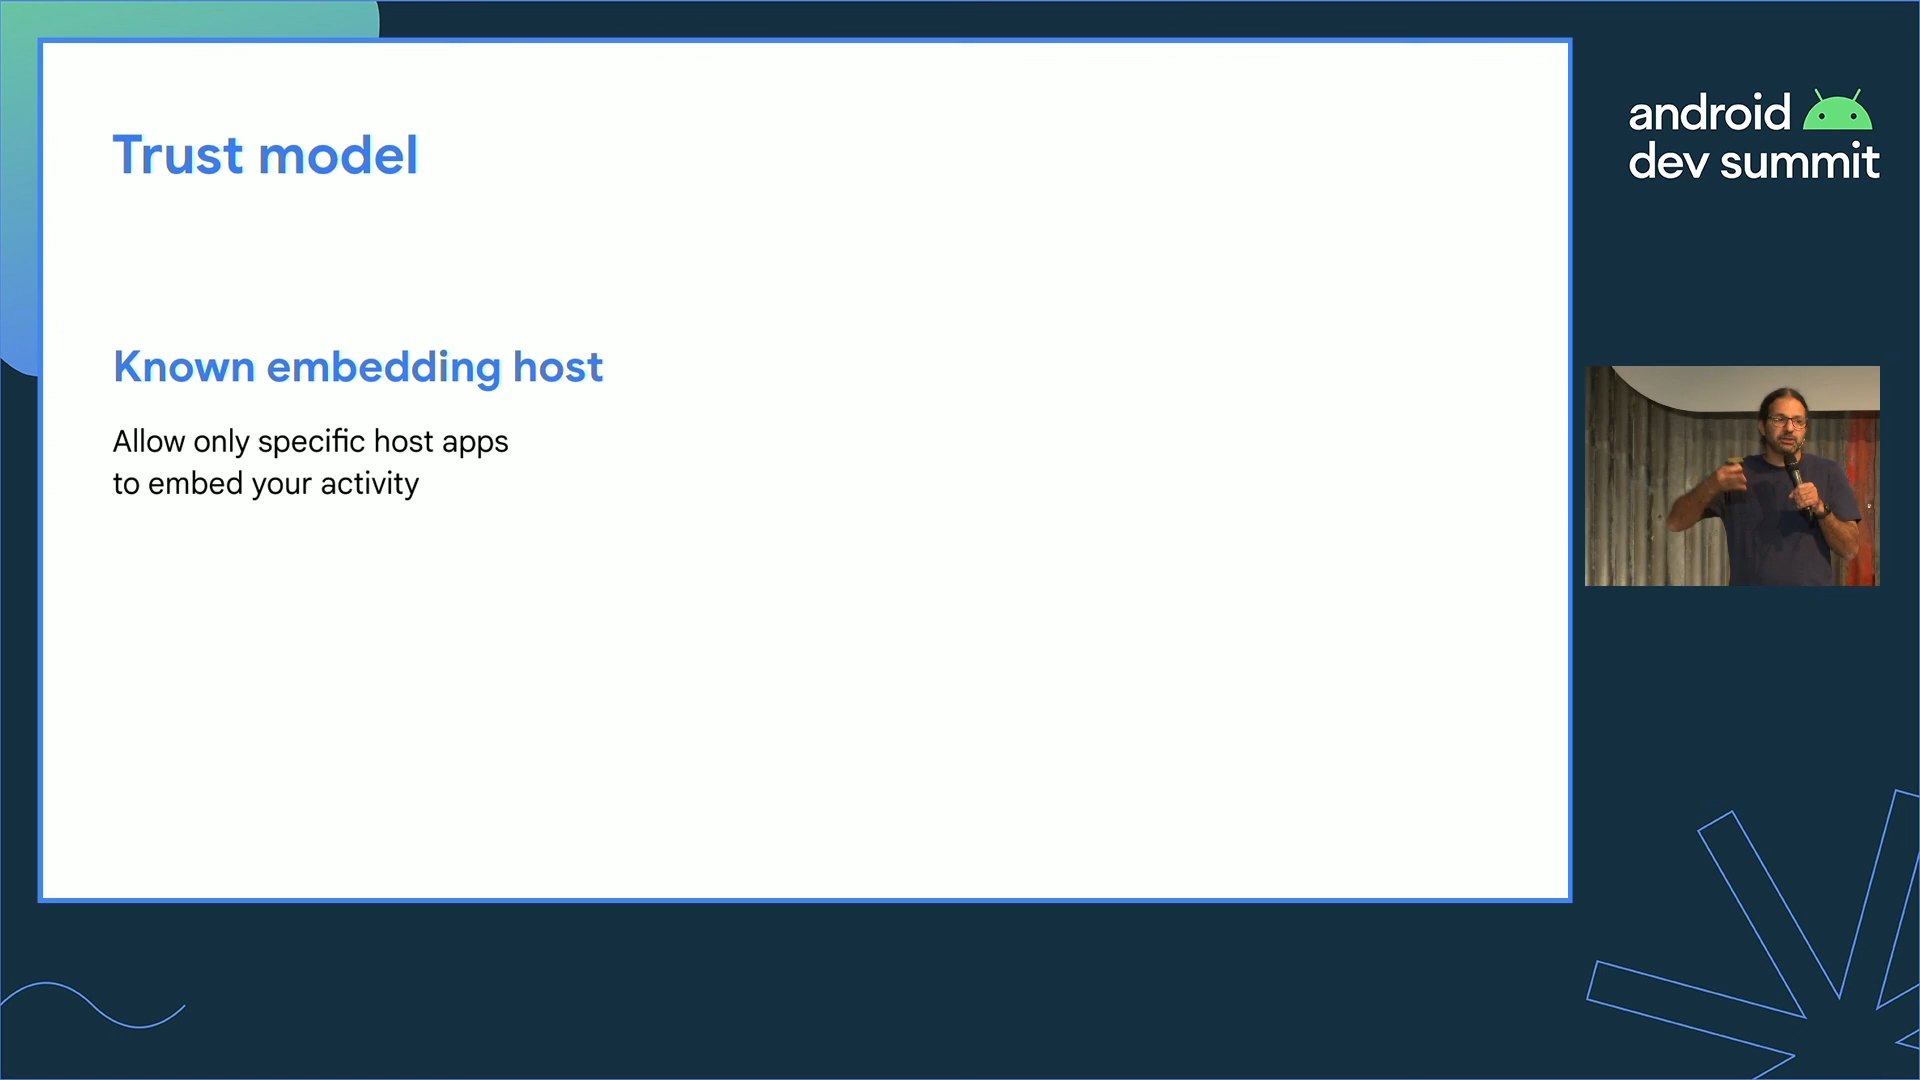 Trust model
Known embedding host
Allow only specific host apps
to embed your activity
android
dev summit